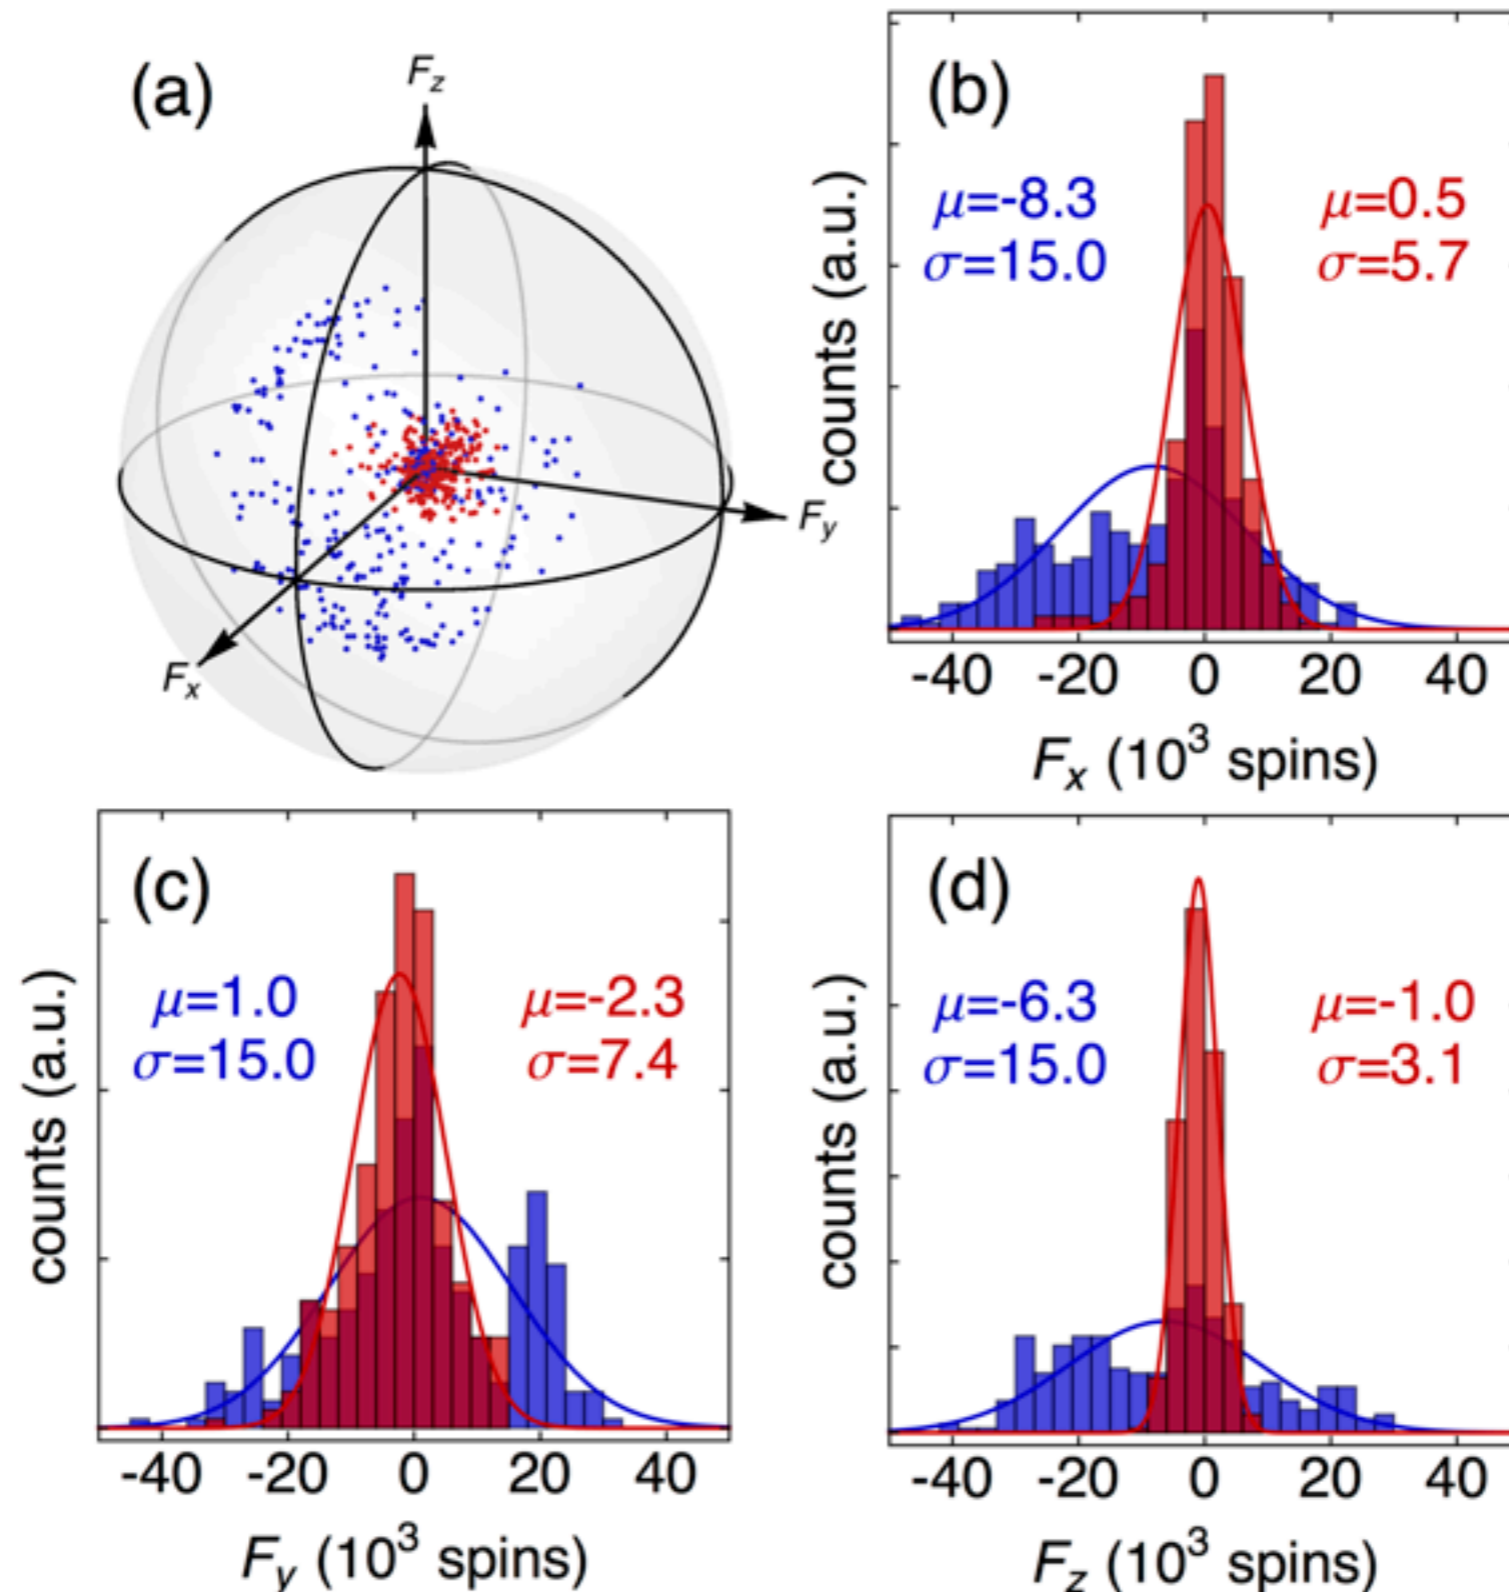 (a)
F_z
F_y
F_x
(b)
counts (a.u.)
μ=-8.3
σ=15.0
μ=0.5
σ=5.7
-40 -20 0 20 40
F_x (10^3 spins)
(c)
counts (a.u.)
μ=1.0
σ=15.0
μ=-2.3
σ=7.4
-40 -20 0 20 40
F_y (10^3 spins)
(d)
counts (a.u.)
μ=-6.3
σ=15.0
μ=-1.0
σ=3.1
-40 -20 0 20 40
F_z (10^3 spins)